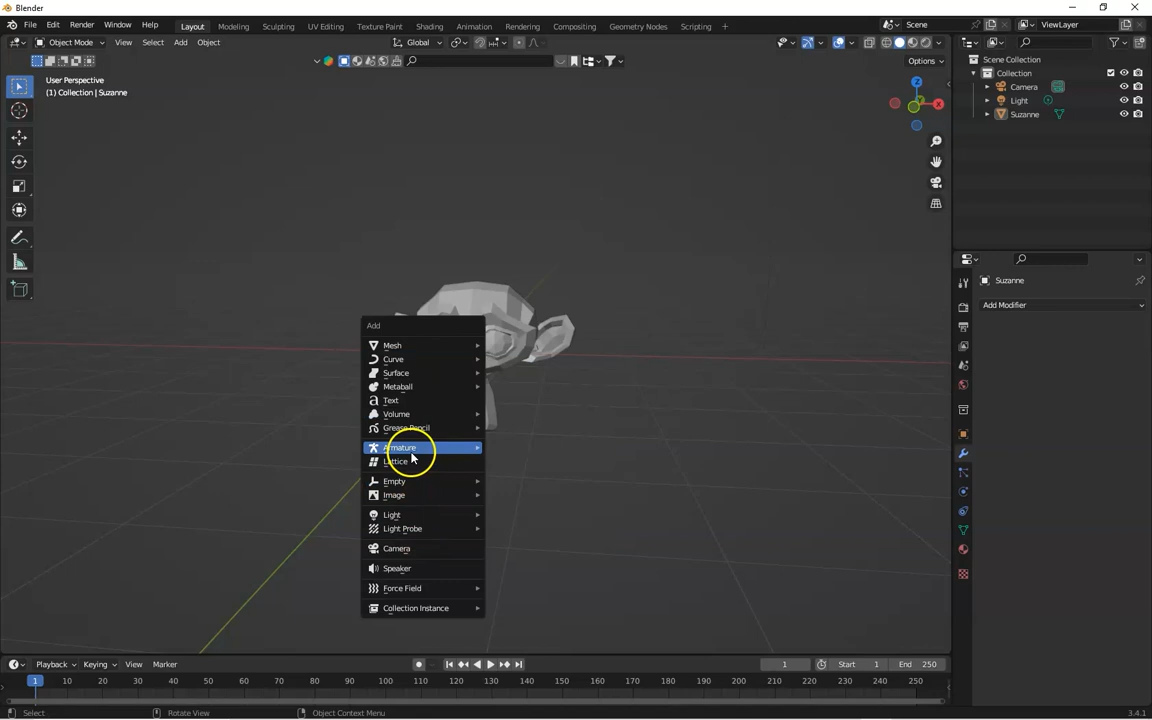 Blender
File Edit Render Window Help Layout Modeling Sculpting UV Editing Texture Paint Shading Animation Rendering Compositing Geometry Nodes Scripting + Scene ViewLayer
Object Mode View Select Add Object Global
Options
User Perspective
(1) Collection | Suzanne
Z
X
Y
Scene Collection
Collection
Camera
Light
Suzanne
Suzanne
Add Modifier
Add
Mesh
Curve
Surface
Metaball
Text
Volume
Grease Pencil
Armature
Lattice
Empty
Image
Light
Light Probe
Camera
Speaker
Force Field
Collection Instance
Playback Keying View Marker 1 Start 1 End 250
1 10 20 30 40 50 60 70 80 90 100 110 120 130 140 150 160 170 180 190 200 210 220 230 240 250
Select Rotate View Object Context Menu 3.4.1